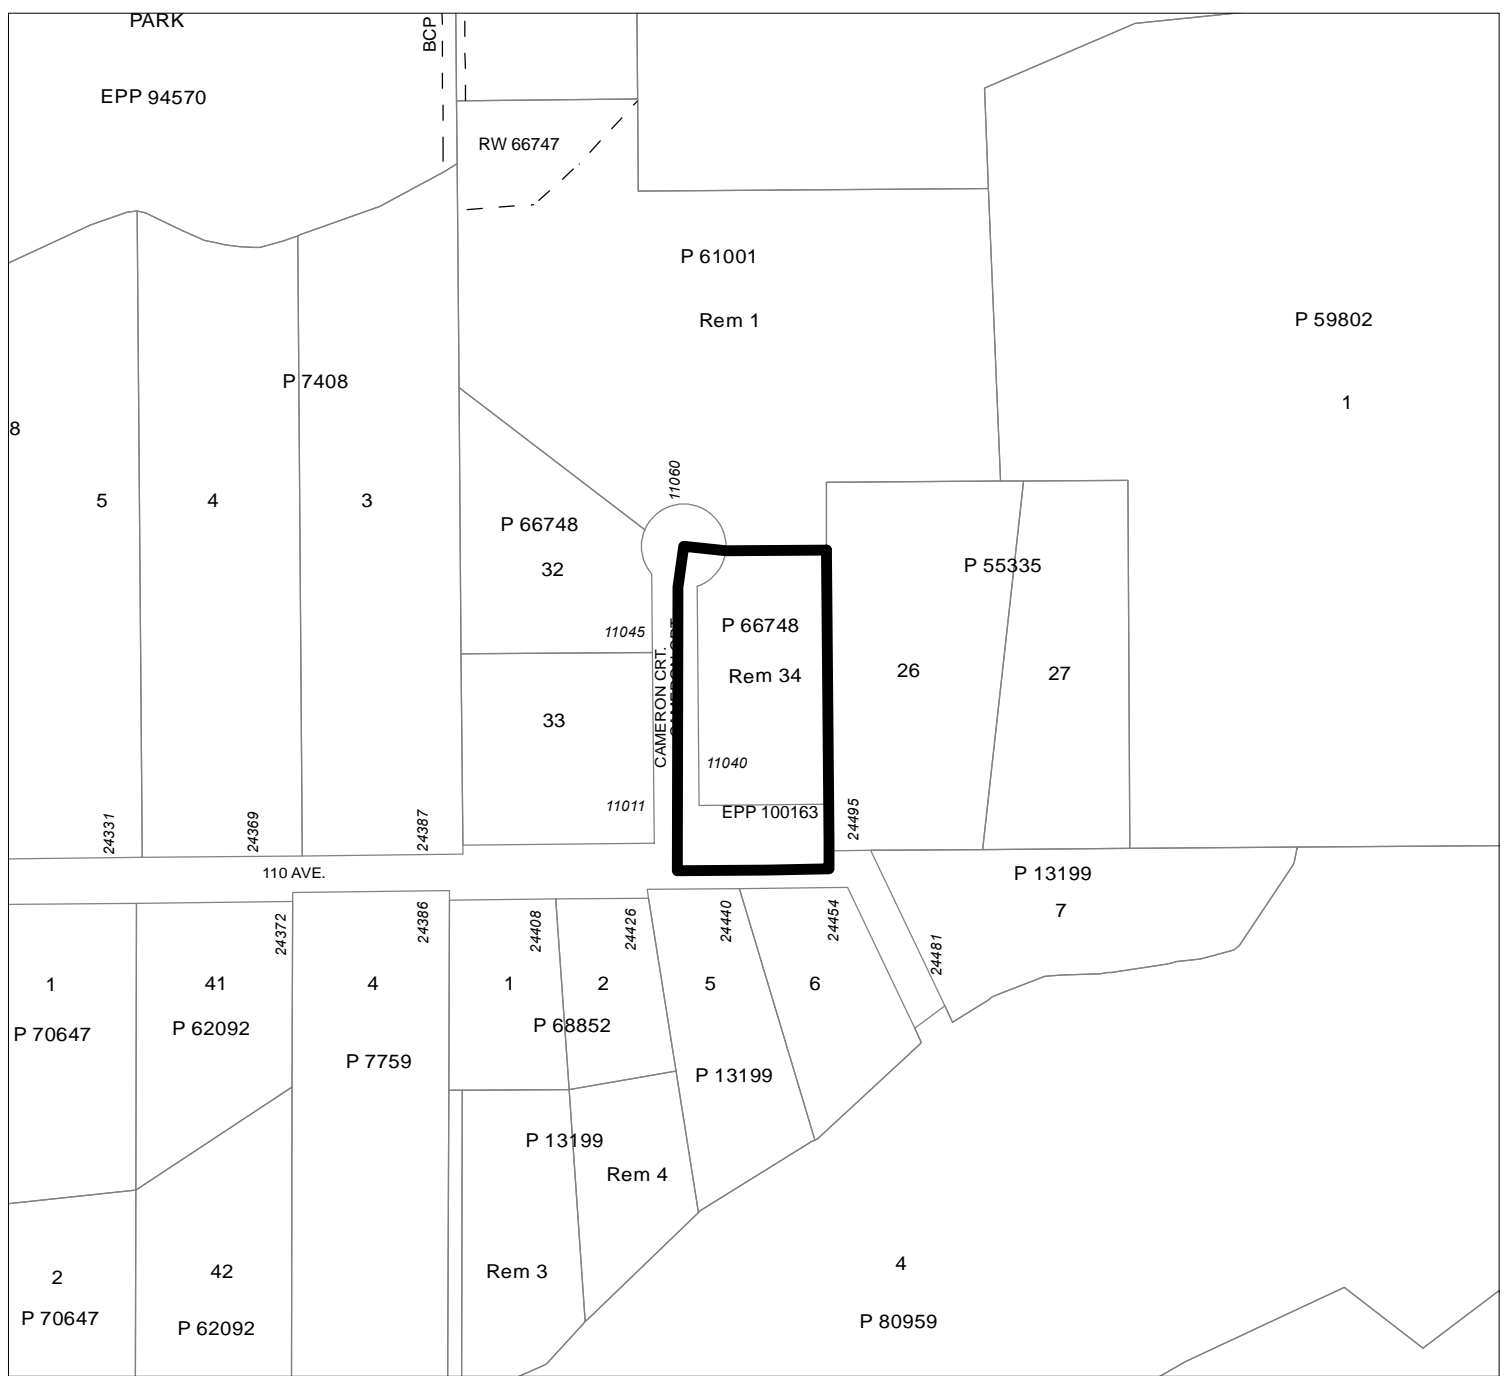 PARK
BCP
EPP 94570
RW 66747
P 61001
Rem 1
P 59802
1
P 7408
8
5
4
3
11060
P 66748
32
P 55335
11045
P 66748
Rem 34
26
27
CAMERON CRT.
CAMERON CRT.
33
11040
11011
EPP 100163
24495
24331
24369
24387
110 AVE.
P 13199
7
24372
24386
24408
24426
24440
24454
24481
1
41
4
1
2
5
6
P 70647
P 62092
P 68852
P 7759
P 13199
P 13199
Rem 4
Rem 3
2
42
4
P 70647
P 62092
P 80959